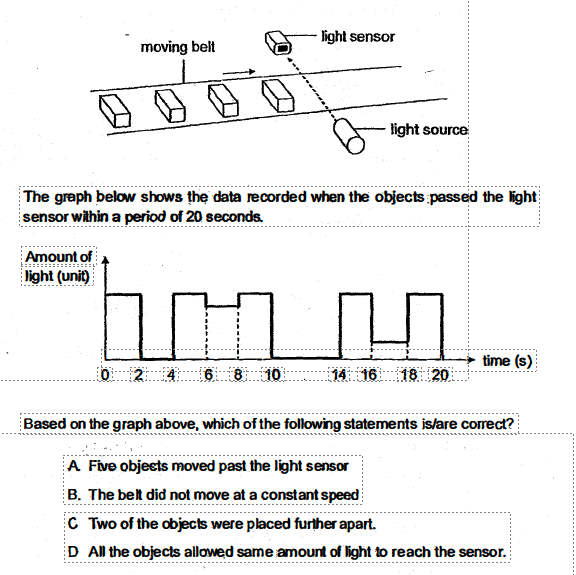 light sensor
moving belt
light source
The graph below shows the data recorded when the objects passed the light
sensor within a period of 20 seconds.
Amount of
light (unit)
time (s)
0 2 4 6 8 10 14 16 18 20
Based on the graph above, which of the following statements is/are correct?
A Five objects moved past the light sensor
B. The belt did not move at a constant speed
C Two of the objects were placed further apart.
D All the objects allowed same amount of light to reach the sensor.